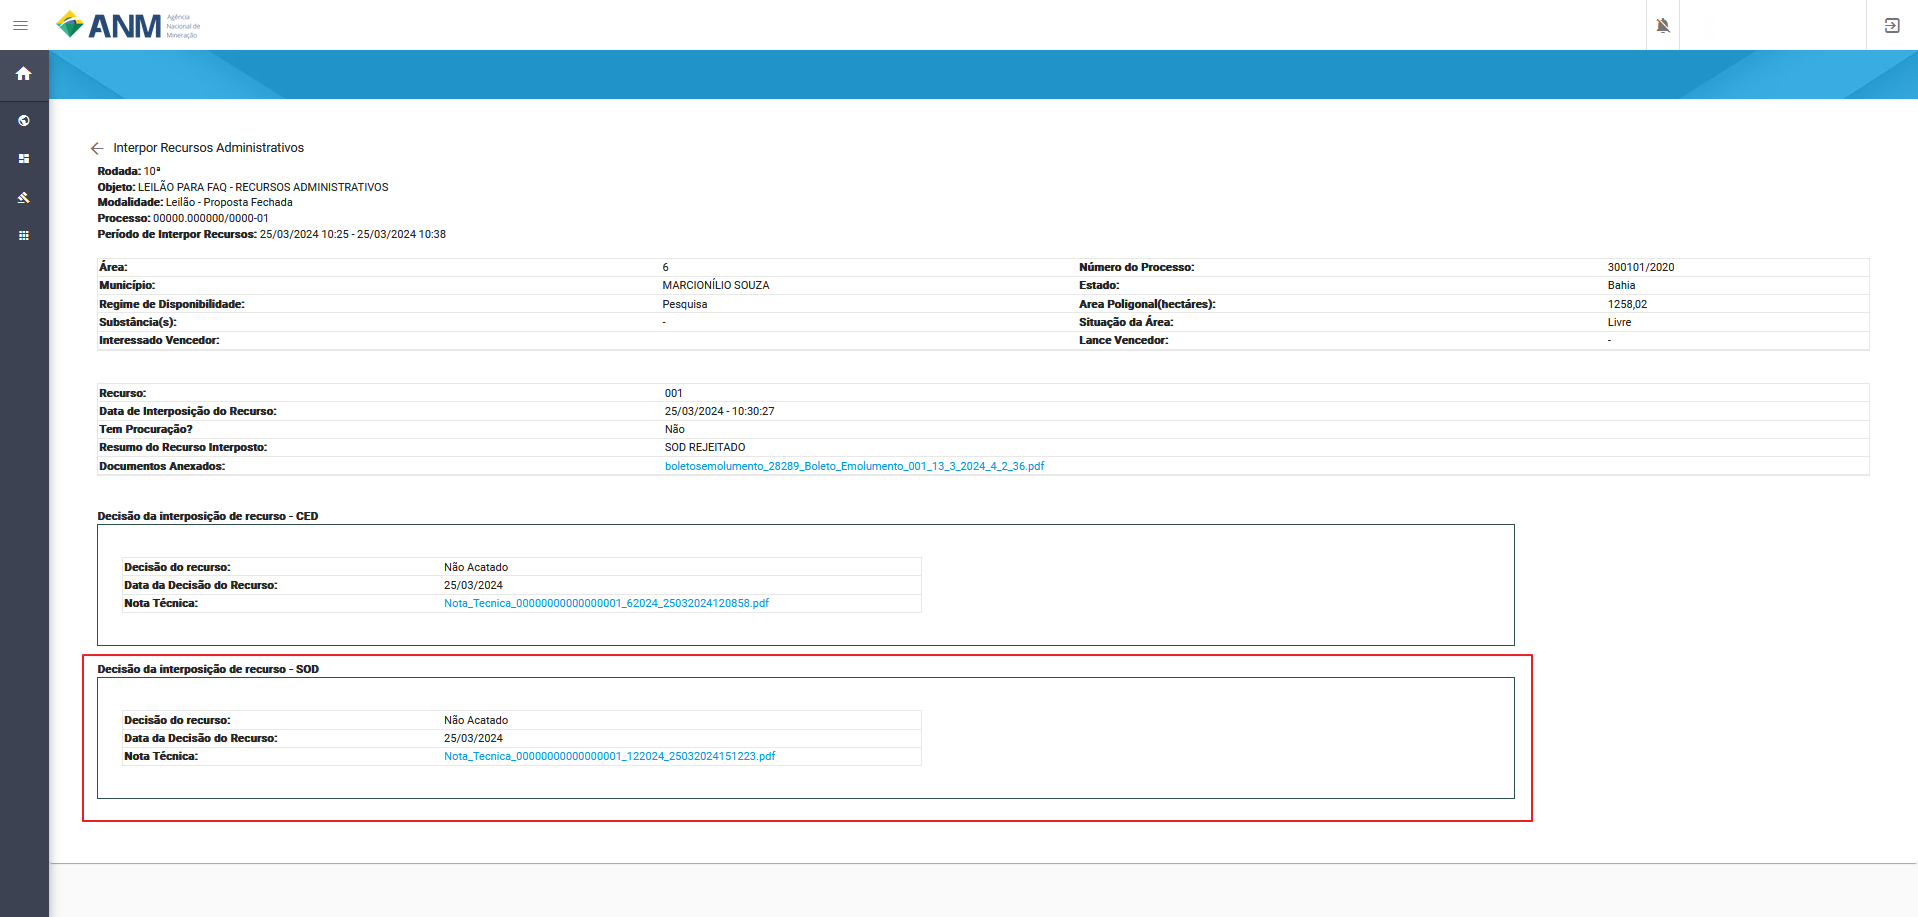 ANM Agência
Nacional de
Mineração
Interpor Recursos Administrativos
Rodada: 10ª
Objeto: LEILÃO PARA FAQ - RECURSOS ADMINISTRATIVOS
Modalidade: Leilão - Proposta Fechada
Processo: 00000.000000/0000-01
Período de Interpor Recursos: 25/03/2024 10:25 - 25/03/2024 10:38
Área: 6 Número do Processo: 300101/2020
Município: MARCIONÍLIO SOUZA Estado: Bahia
Regime de Disponibilidade: Pesquisa Area Poligonal(hectáres): 1258,02
Substância(s): - Situação da Área: Livre
Interessado Vencedor: Lance Vencedor: -
Recurso: 001
Data de Interposição do Recurso: 25/03/2024 - 10:30:27
Tem Procuração? Não
Resumo do Recurso Interposto: SOD REJEITADO
Documentos Anexados: boletosemolumento_28289_Boleto_Emolumento_001_13_3_2024_4_2_36.pdf
Decisão da interposição de recurso - CED
Decisão do recurso: Não Acatado
Data da Decisão do Recurso: 25/03/2024
Nota Técnica: Nota_Tecnica_00000000000000001_62024_25032024120858.pdf
Decisão da interposição de recurso - SOD
Decisão do recurso: Não Acatado
Data da Decisão do Recurso: 25/03/2024
Nota Técnica: Nota_Tecnica_00000000000000001_122024_25032024151223.pdf